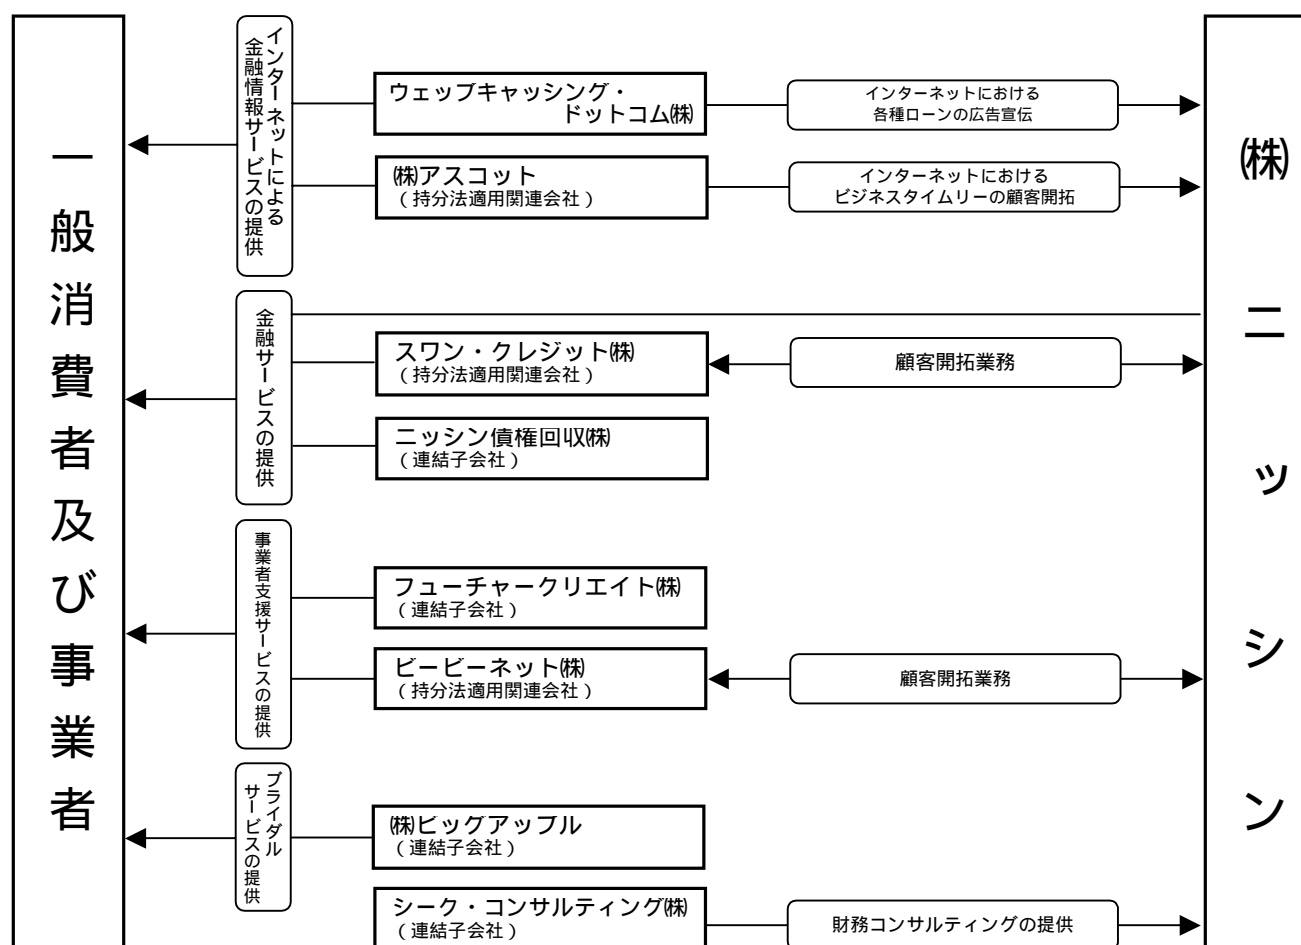 一般消費者及び事業者
インターネットによる
金融情報サービスの提供
ウェッブキャッシング・
ドットコム㈱
インターネットにおける
各種ローンの広告宣伝
㈱アスコット
（持分法適用関連会社）
インターネットにおける
ビジネスタイムリーの顧客開拓
金融サービスの提供
スワン・クレジット㈱
（持分法適用関連会社）
顧客開拓業務
ニッシン債権回収㈱
（連結子会社）
事業者支援サービスの提供
フューチャークリエイト㈱
（連結子会社）
ビービーネット㈱
（持分法適用関連会社）
顧客開拓業務
ブライダル
サービスの提供
㈱ビッグアップル
（連結子会社）
シーク・コンサルティング㈱
（連結子会社）
財務コンサルティングの提供
㈱ニッシン